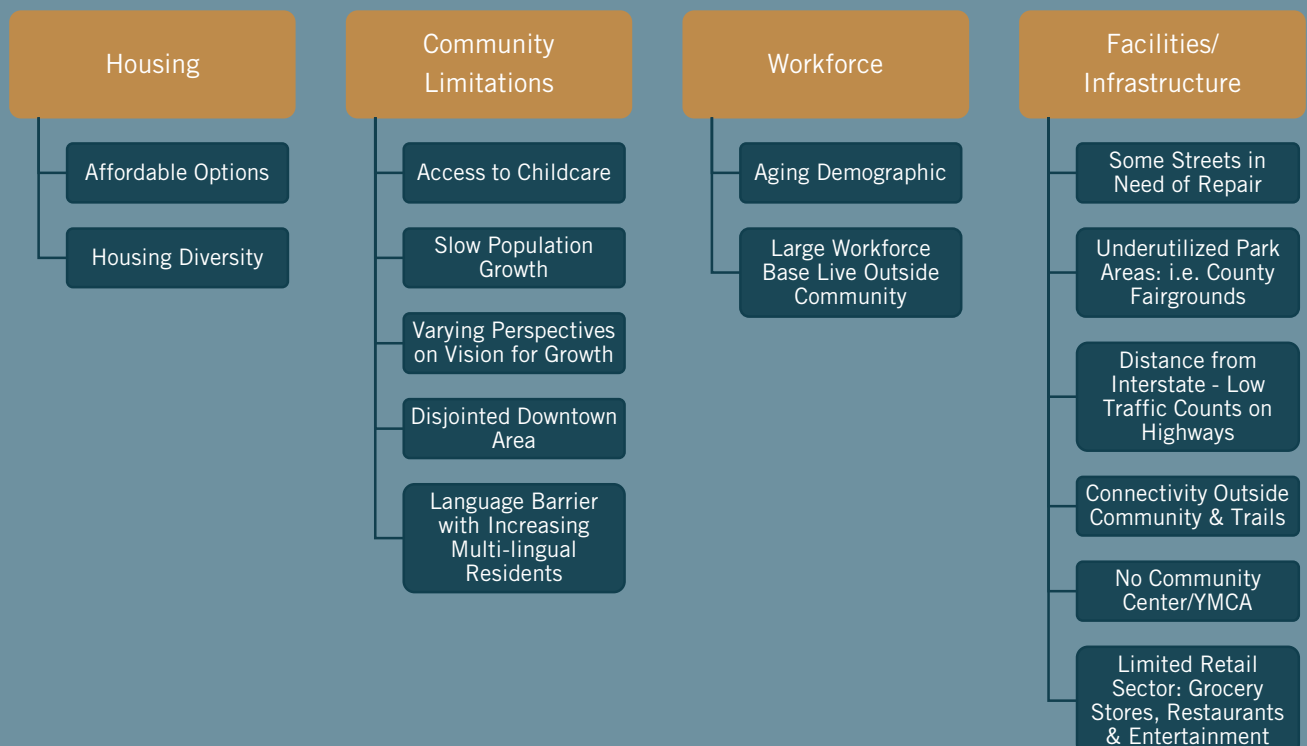 Housing
Affordable Options
Housing Diversity
Community
Limitations
Access to Childcare
Slow Population
Growth
Varying Perspectives
on Vision for Growth
Disjointed Downtown
Area
Language Barrier
with Increasing
Multi-lingual
Residents
Workforce
Aging Demographic
Large Workforce
Base Live Outside
Community
Facilities/
Infrastructure
Some Streets in
Need of Repair
Underutilized Park
Areas: i.e. County
Fairgrounds
Distance from
Interstate - Low
Traffic Counts on
Highways
Connectivity Outside
Community & Trails
No Community
Center/YMCA
Limited Retail
Sector: Grocery
Stores, Restaurants
& Entertainment